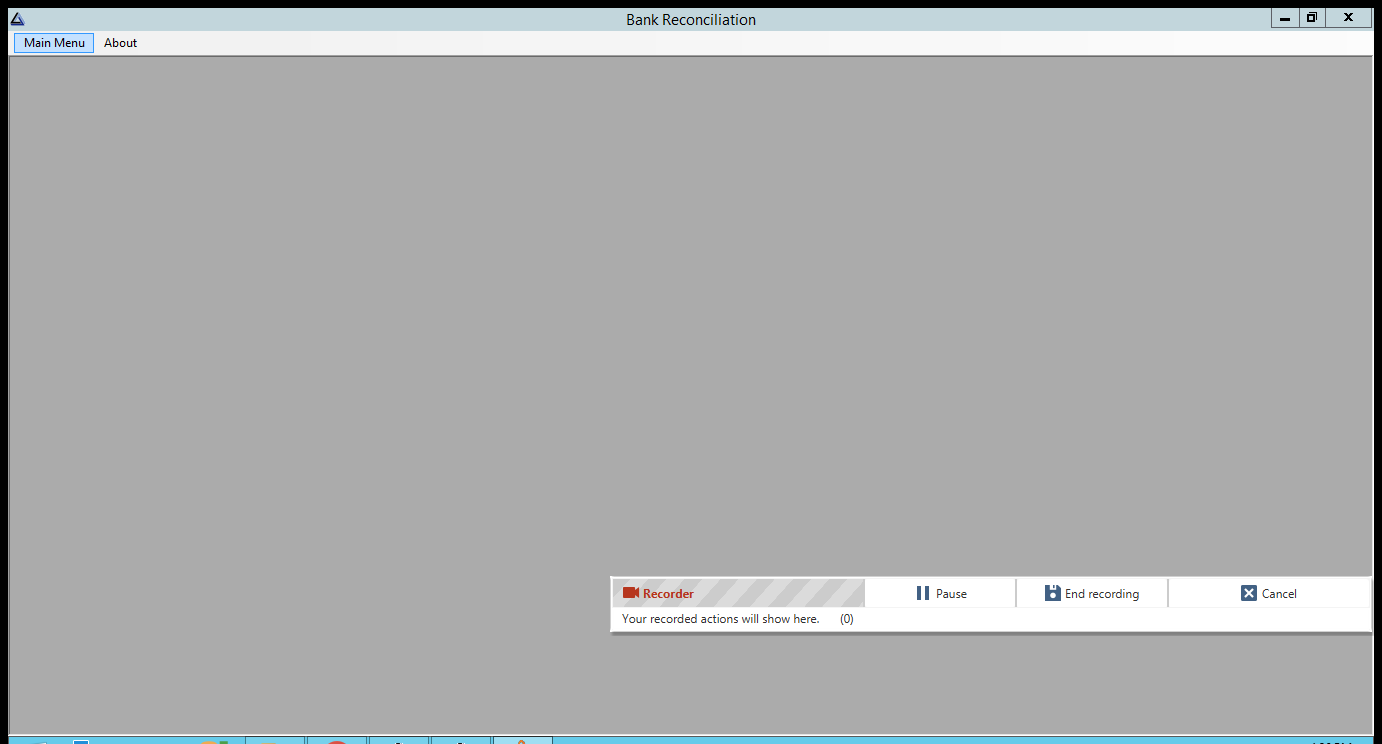 Bank Reconciliation
Main Menu About
Recorder Pause End recording Cancel
Your recorded actions will show here. (0)